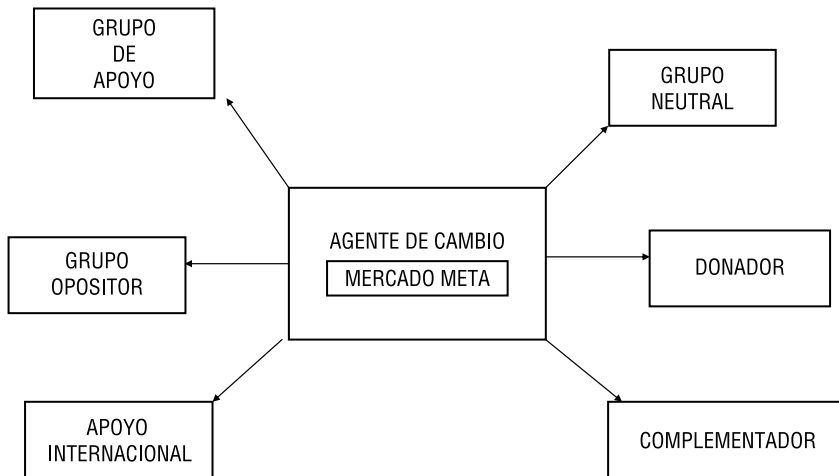 GRUPO
DE
APOYO
GRUPO
NEUTRAL
AGENTE DE CAMBIO
MERCADO META
GRUPO
OPOSITOR
DONADOR
APOYO
INTERNACIONAL
COMPLEMENTADOR